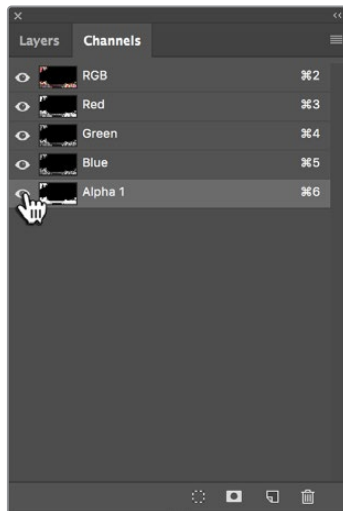 Layers Channels
RGB ⌘2
Red ⌘3
Green ⌘4
Blue ⌘5
Alpha 1 ⌘6